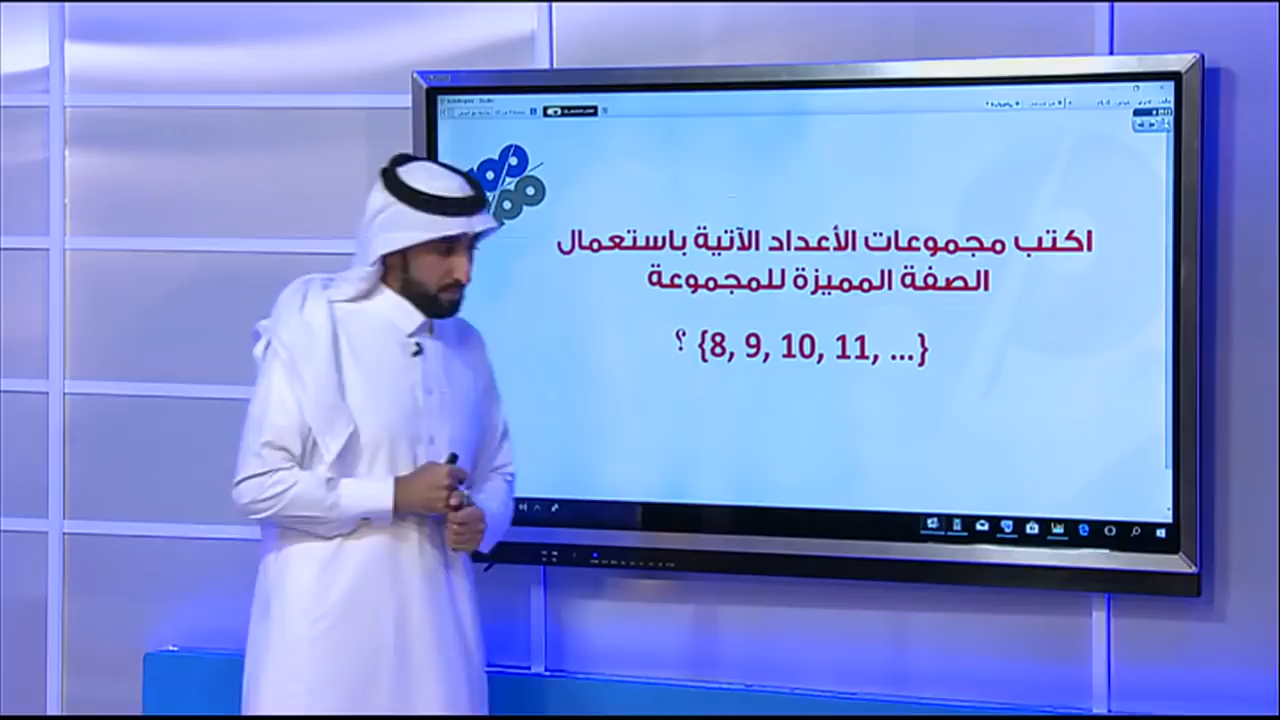 اكتب مجموعات الأعداد الآتية باستعمال
الصفة المميزة للمجموعة
{8, 9, 10, 11, ...} ؟